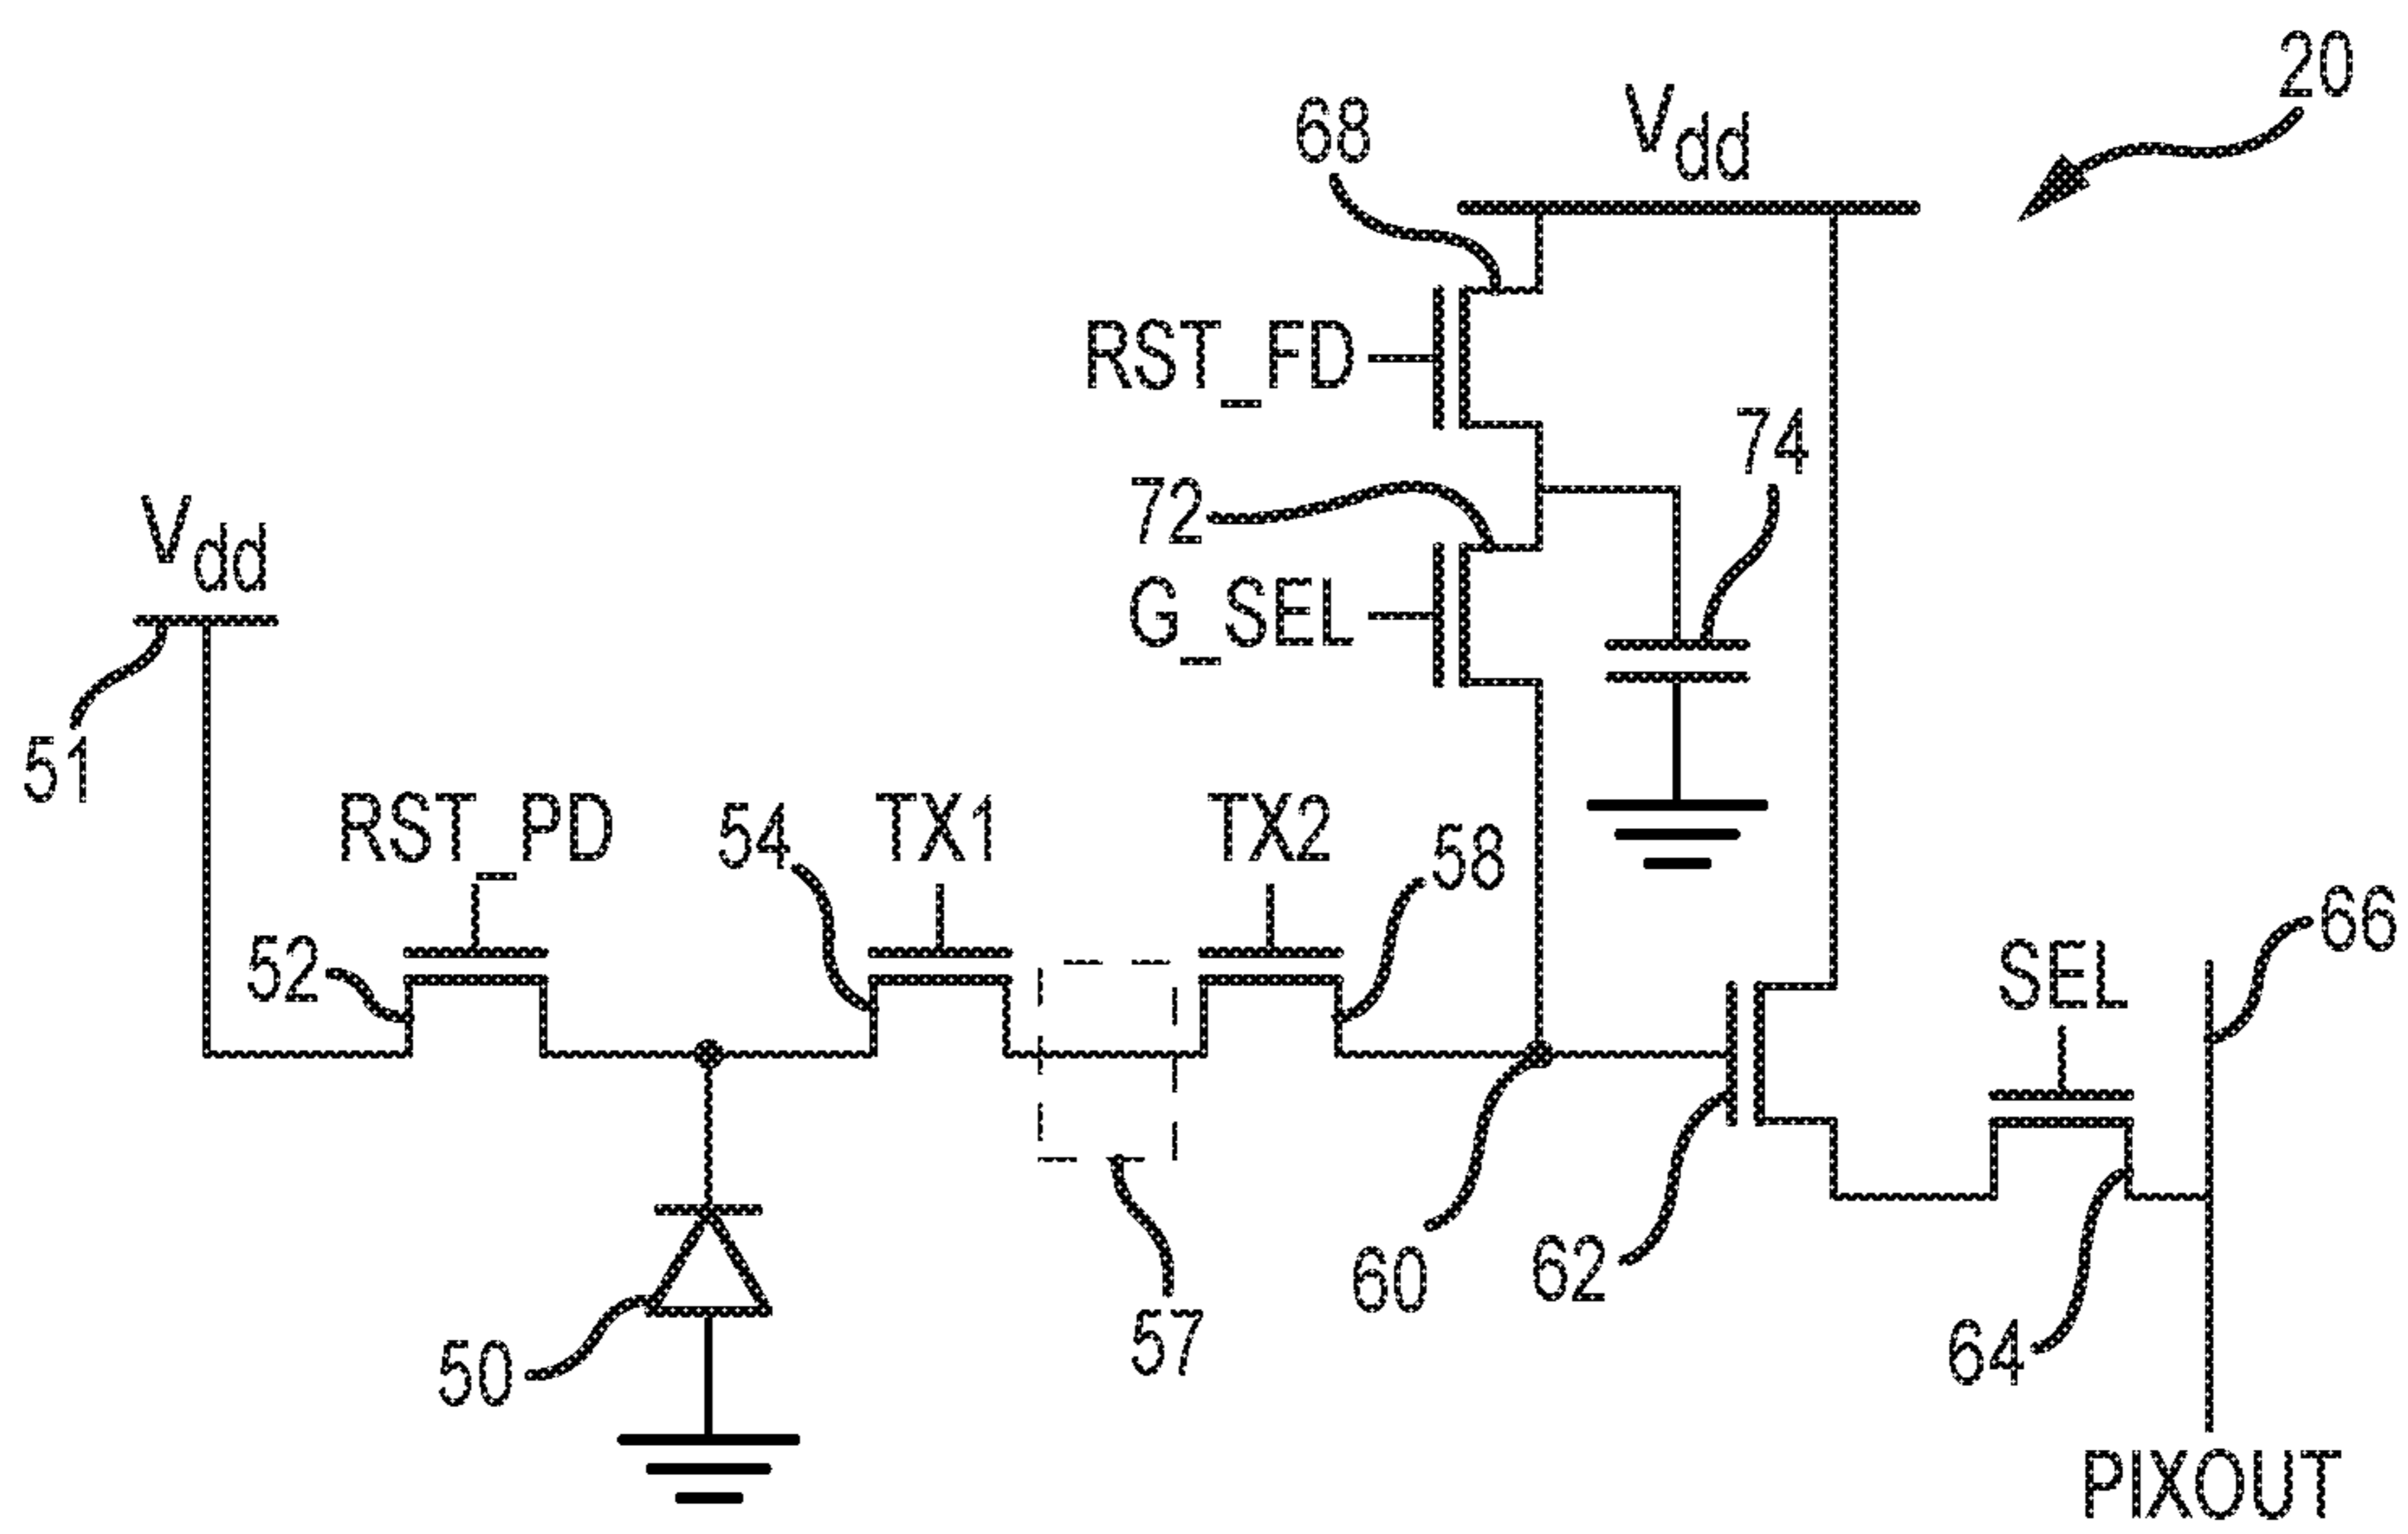 20
68
Vdd
RST_FD
74
72
Vdd
G_SEL
51
RST_PD
54
TX1
TX2
58
66
52
SEL
60
62
57
64
50
PIXOUT